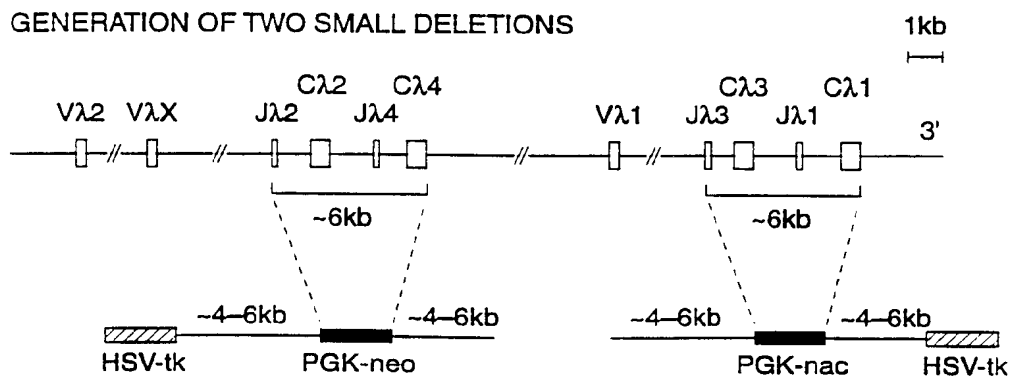 GENERATION OF TWO SMALL DELETIONS
1kb
Cλ2 Cλ4 Cλ3 Cλ1
Vλ2 VλX Jλ2 Jλ4 Vλ1 Jλ3 Jλ1 3'
~6kb ~6kb
~4–6kb ~4–6kb ~4–6kb ~4–6kb
HSV-tk PGK-neo PGK-nac HSV-tk